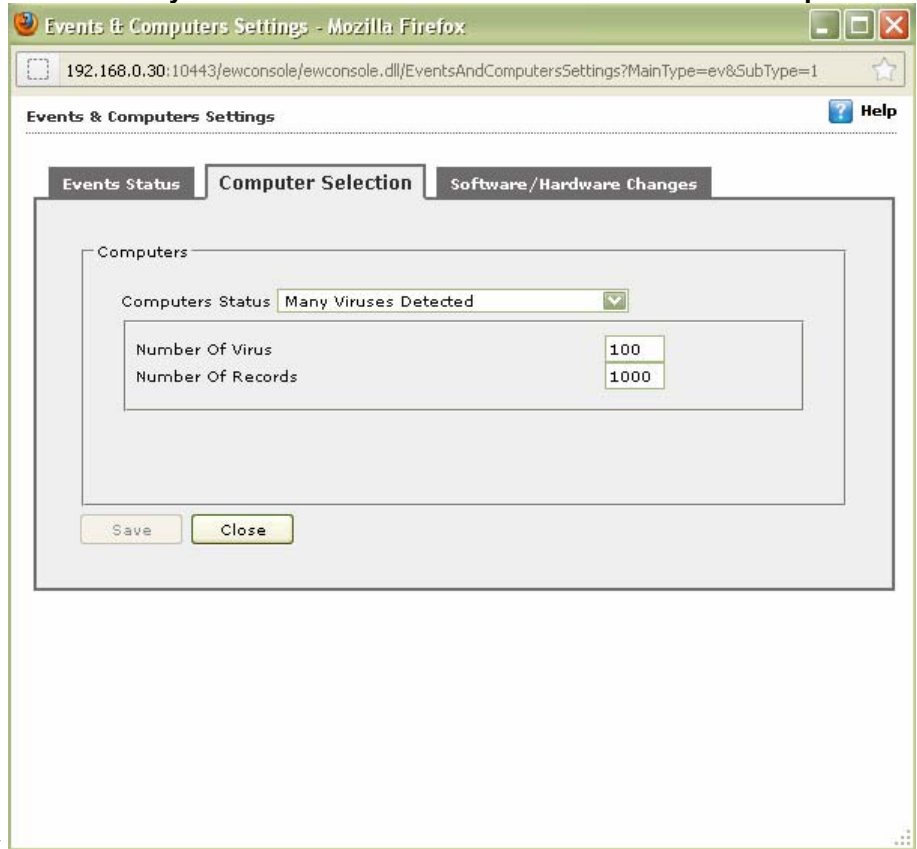 Events & Computers Settings - Mozilla Firefox
192.168.0.30:10443/ewconsole/ewconsole.dll/EventsAndComputersSettings?MainType=ev&SubType=1
Events & Computers Settings
? Help
Events Status Computer Selection Software/Hardware Changes
Computers
Computers Status Many Viruses Detected
Number Of Virus 100
Number Of Records 1000
Save Close